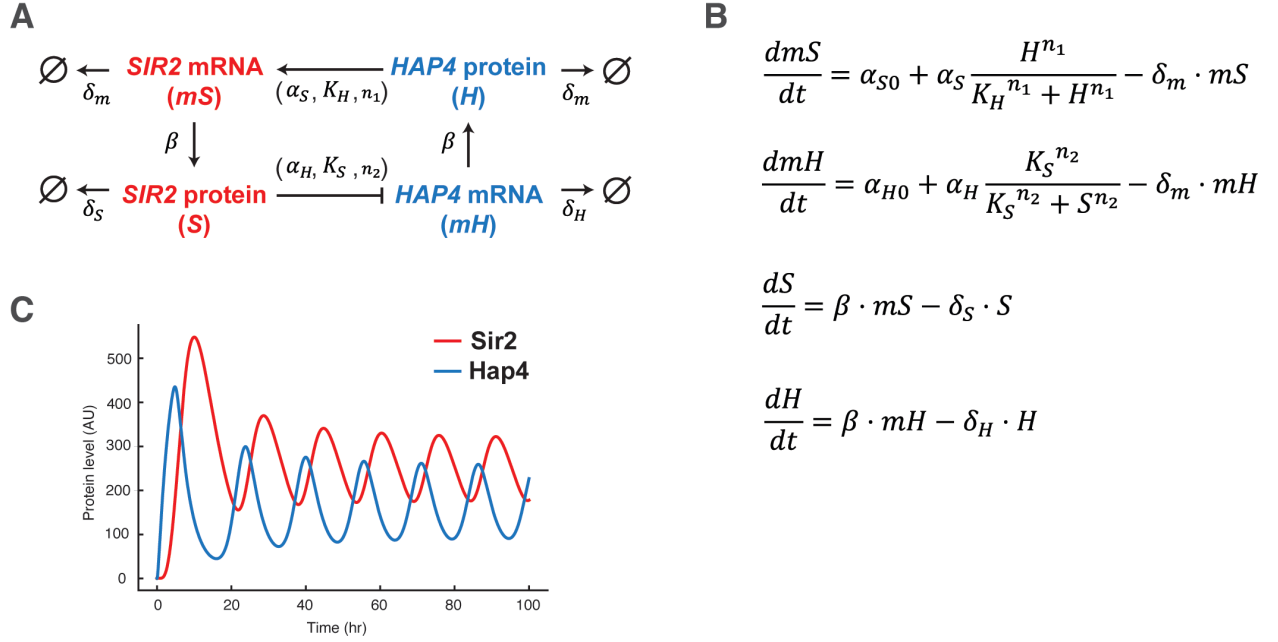 A
∅ δ_m SIR2 mRNA (α_S, K_H, n_1) HAP4 protein δ_m ∅
(mS) (H)
β β
∅ δ_S SIR2 protein (α_H, K_S, n_2) HAP4 mRNA δ_H ∅
(S) (mH)
B
dmS/dt = α_S0 + α_S H^n_1/(K_H^n_1 + H^n_1) − δ_m · mS
dmH/dt = α_H0 + α_H K_S^n_2/(K_S^n_2 + S^n_2) − δ_m · mH
dS/dt = β · mS − δ_S · S
dH/dt = β · mH − δ_H · H
C
Sir2
Hap4
Protein level (AU)
500
400
300
200
100
0
0 20 40 60 80 100
Time (hr)